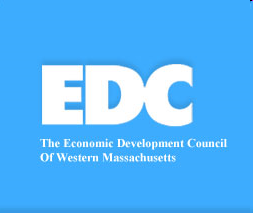 EDC
The Economic Development Council
Of Western Massachusetts